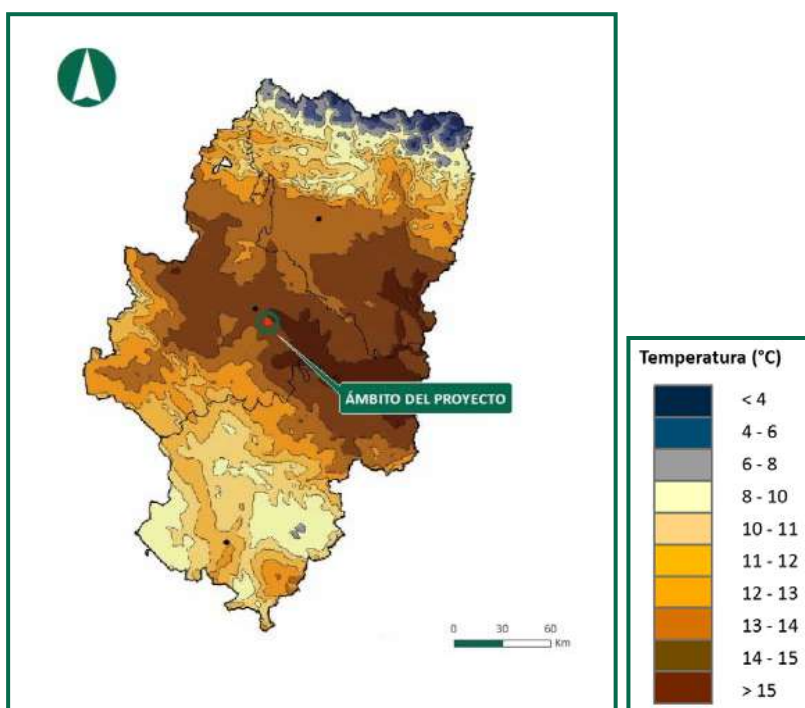 ÁMBITO DEL PROYECTO
0 30 60
Km
Temperatura (°C)
< 4
4 - 6
6 - 8
8 - 10
10 - 11
11 - 12
12 - 13
13 - 14
14 - 15
> 15